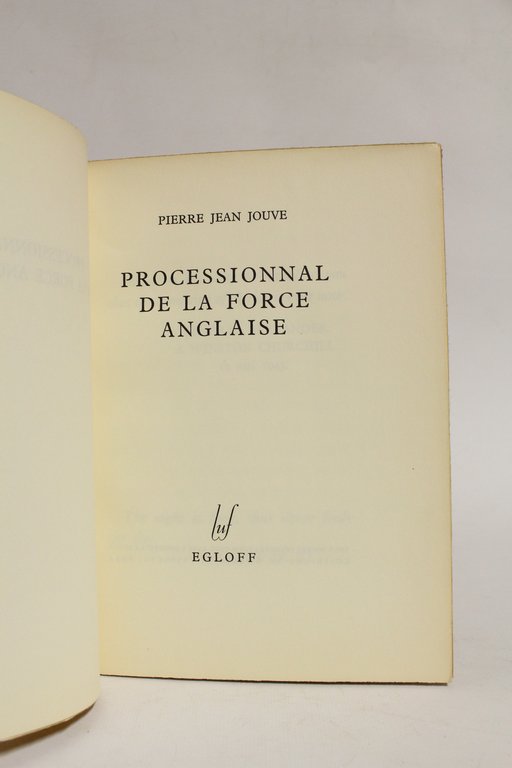 PIERRE JEAN JOUVE
PROCESSIONNAL
DE LA FORCE
ANGLAISE
luf
EGLOFF